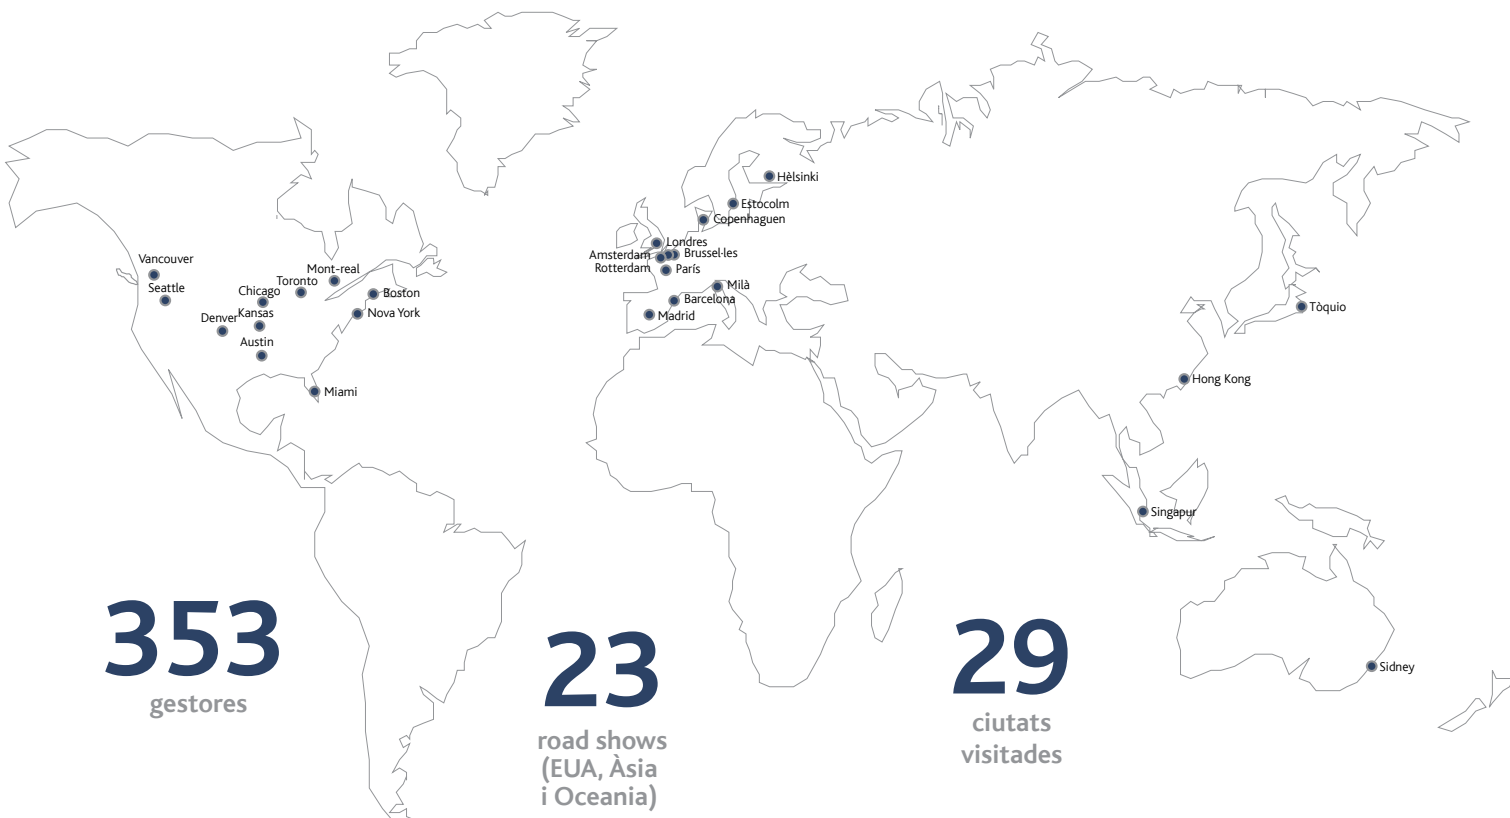 Hèlsinki
Estocolm
Copenhaguen
Londres
Amsterdam
Brussel·les
Rotterdam
París
Vancouver
Mont-real
Toronto
Seattle
Chicago
Milà
Boston
Barcelona
Tòquio
Denver
Kansas
Nova York
Madrid
Austin
Hong Kong
Miami
Singapur
Sidney
353
gestores
23
road shows
(EUA, Àsia
i Oceania)
29
ciutats
visitades